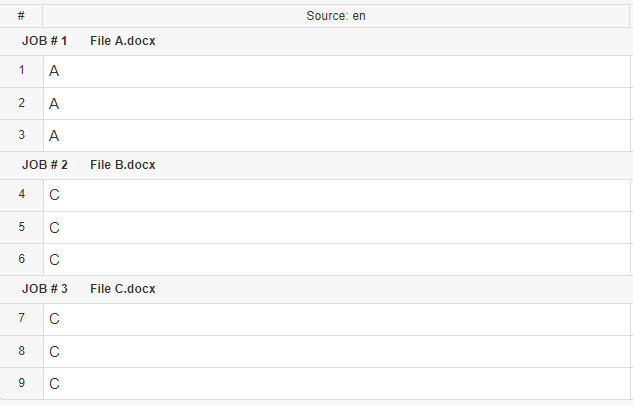 # Source: en
JOB # 1 File A.docx
1 A
2 A
3 A
JOB # 2 File B.docx
4 C
5 C
6 C
JOB # 3 File C.docx
7 C
8 C
9 C